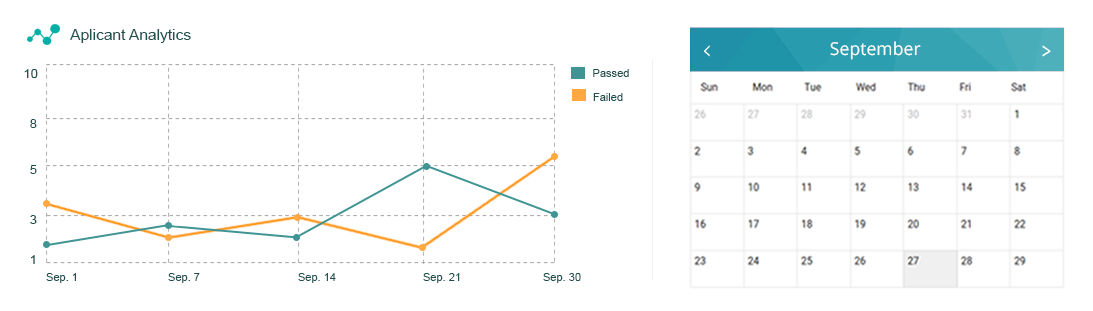 Aplicant Analytics
10
8
5
3
1
Sep. 1 Sep. 7 Sep. 14 Sep. 21 Sep. 30
Passed
Failed
< September >
Sun Mon Tue Wed Thu Fri Sat
26 27 28 29 30 31 1
2 3 4 5 6 7 8
9 10 11 12 13 14 15
16 17 18 19 20 21 22
23 24 25 26 27 28 29